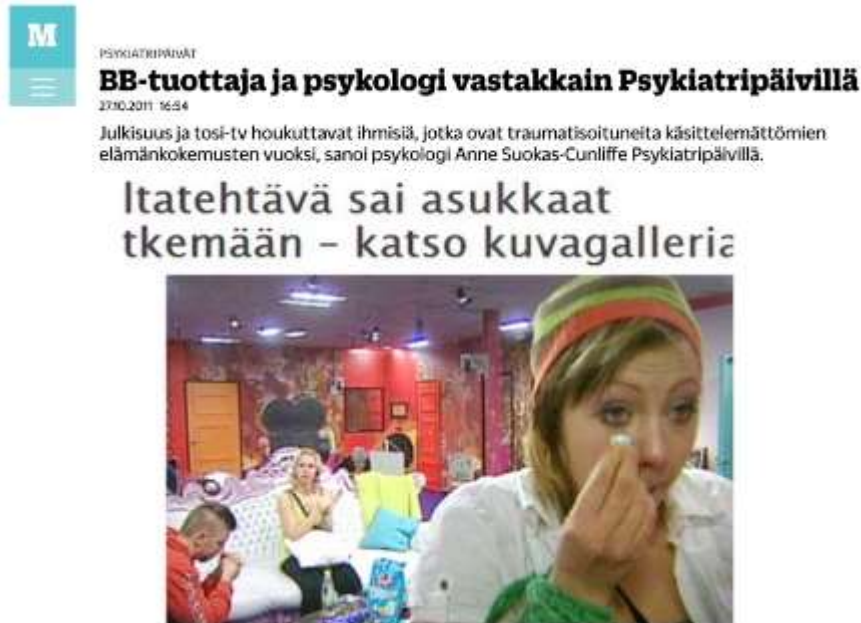 M
PSYKIATRIPÄIVÄT
BB-tuottaja ja psykologi vastakkain Psykiatripäivillä
27.10.2011 16:54
Julkisuus ja tosi-tv houkuttavat ihmisiä, jotka ovat traumatisoituneita käsittelemättömien
elämänkokemusten vuoksi, sanoi psykologi Anne Suokas-Cunliffe Psykiatripäivillä.
ltatehtävä sai asukkaat
tkemään – katso kuvagalleria